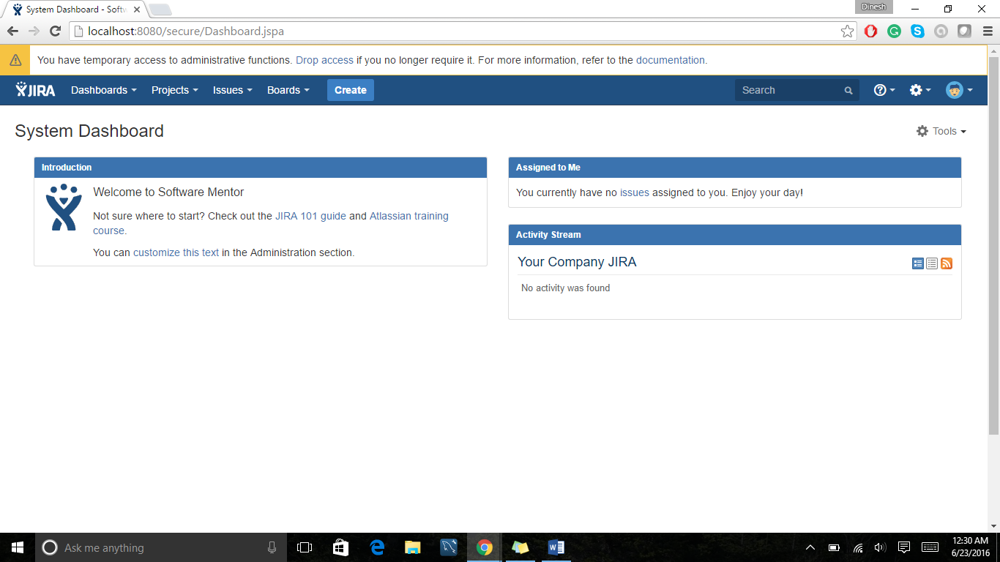 System Dashboard - Softw
Dinesh
localhost:8080/secure/Dashboard.jspa
You have temporary access to administrative functions. Drop access if you no longer require it. For more information, refer to the documentation.
JIRA Dashboards Projects Issues Boards Create Search
System Dashboard
Tools
Introduction
Welcome to Software Mentor
Not sure where to start? Check out the JIRA 101 guide and Atlassian training
course.
You can customize this text in the Administration section.
Assigned to Me
You currently have no issues assigned to you. Enjoy your day!
Activity Stream
Your Company JIRA
No activity was found
Ask me anything
12:30 AM
6/23/2016